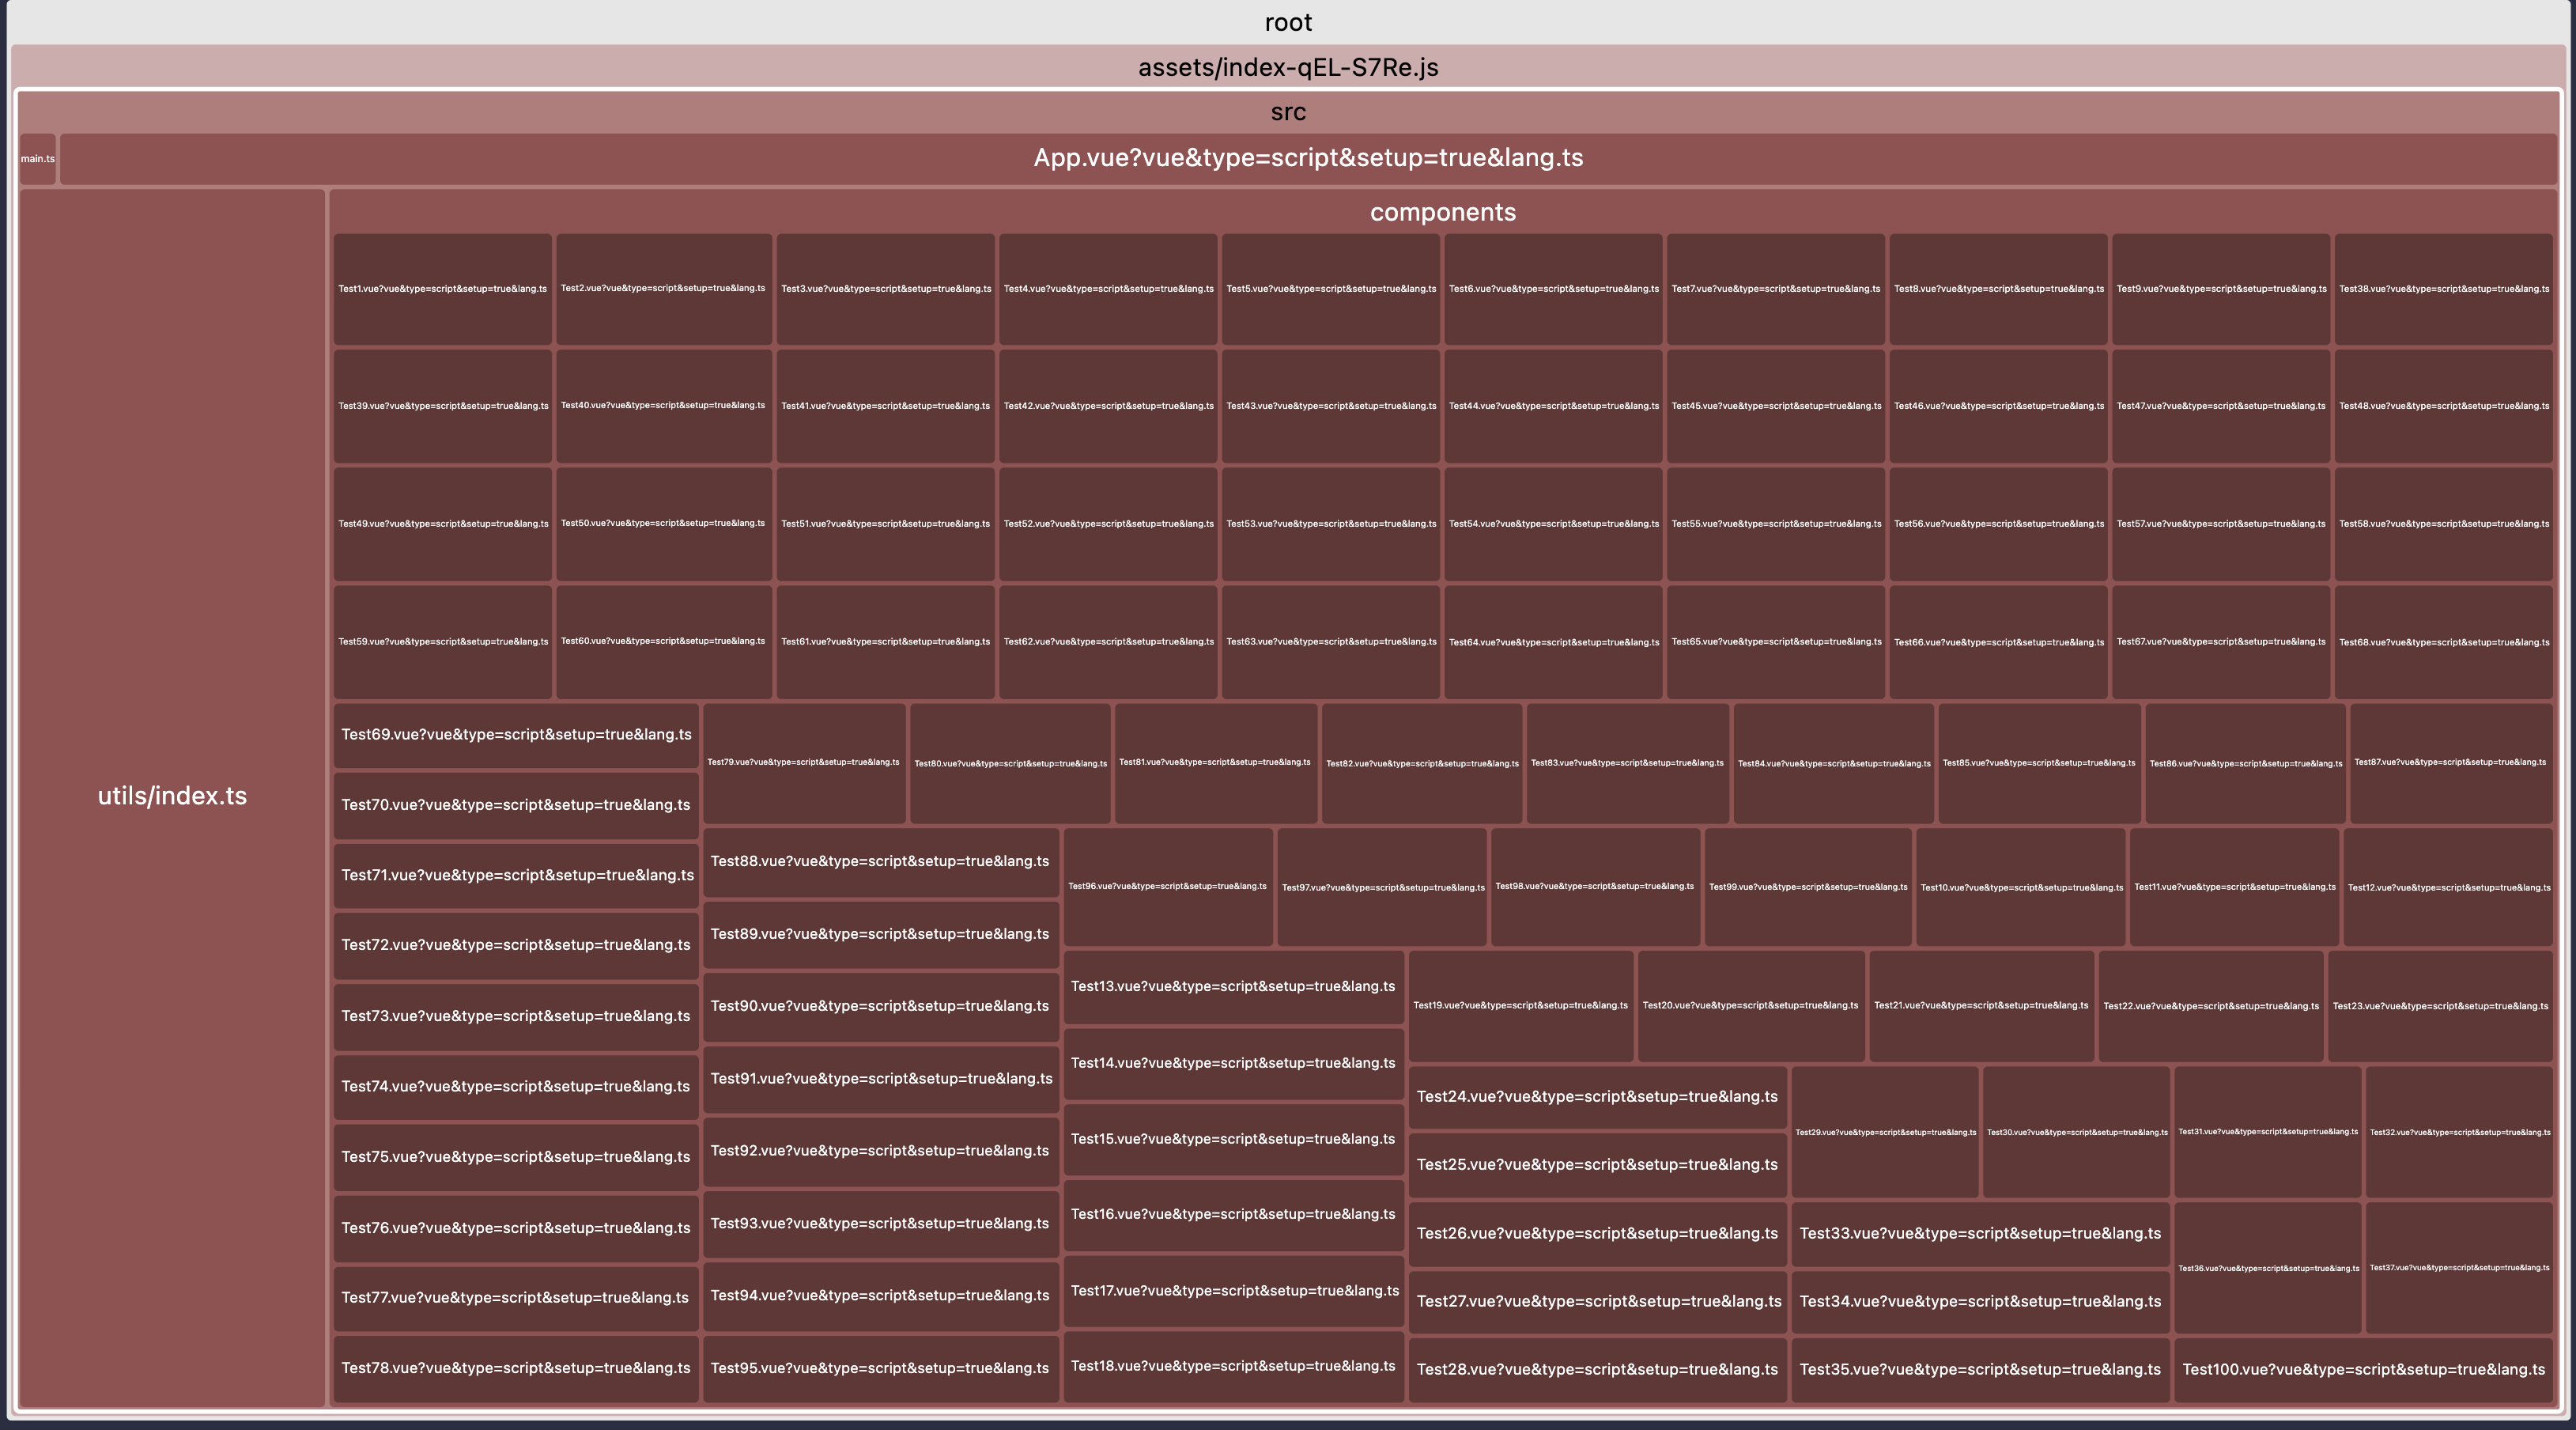 root
assets/index-qEL-S7Re.js
src
main.ts
App.vue?vue&type=script&setup=true&lang.ts
utils/index.ts
components
Test1.vue?vue&type=script&setup=true&lang.ts
Test2.vue?vue&type=script&setup=true&lang.ts
Test3.vue?vue&type=script&setup=true&lang.ts
Test4.vue?vue&type=script&setup=true&lang.ts
Test5.vue?vue&type=script&setup=true&lang.ts
Test6.vue?vue&type=script&setup=true&lang.ts
Test7.vue?vue&type=script&setup=true&lang.ts
Test8.vue?vue&type=script&setup=true&lang.ts
Test9.vue?vue&type=script&setup=true&lang.ts
Test38.vue?vue&type=script&setup=true&lang.ts
Test39.vue?vue&type=script&setup=true&lang.ts
Test40.vue?vue&type=script&setup=true&lang.ts
Test41.vue?vue&type=script&setup=true&lang.ts
Test42.vue?vue&type=script&setup=true&lang.ts
Test43.vue?vue&type=script&setup=true&lang.ts
Test44.vue?vue&type=script&setup=true&lang.ts
Test45.vue?vue&type=script&setup=true&lang.ts
Test46.vue?vue&type=script&setup=true&lang.ts
Test47.vue?vue&type=script&setup=true&lang.ts
Test48.vue?vue&type=script&setup=true&lang.ts
Test49.vue?vue&type=script&setup=true&lang.ts
Test50.vue?vue&type=script&setup=true&lang.ts
Test51.vue?vue&type=script&setup=true&lang.ts
Test52.vue?vue&type=script&setup=true&lang.ts
Test53.vue?vue&type=script&setup=true&lang.ts
Test54.vue?vue&type=script&setup=true&lang.ts
Test55.vue?vue&type=script&setup=true&lang.ts
Test56.vue?vue&type=script&setup=true&lang.ts
Test57.vue?vue&type=script&setup=true&lang.ts
Test58.vue?vue&type=script&setup=true&lang.ts
Test59.vue?vue&type=script&setup=true&lang.ts
Test60.vue?vue&type=script&setup=true&lang.ts
Test61.vue?vue&type=script&setup=true&lang.ts
Test62.vue?vue&type=script&setup=true&lang.ts
Test63.vue?vue&type=script&setup=true&lang.ts
Test64.vue?vue&type=script&setup=true&lang.ts
Test65.vue?vue&type=script&setup=true&lang.ts
Test66.vue?vue&type=script&setup=true&lang.ts
Test67.vue?vue&type=script&setup=true&lang.ts
Test68.vue?vue&type=script&setup=true&lang.ts
Test69.vue?vue&type=script&setup=true&lang.ts
Test70.vue?vue&type=script&setup=true&lang.ts
Test71.vue?vue&type=script&setup=true&lang.ts
Test72.vue?vue&type=script&setup=true&lang.ts
Test73.vue?vue&type=script&setup=true&lang.ts
Test74.vue?vue&type=script&setup=true&lang.ts
Test75.vue?vue&type=script&setup=true&lang.ts
Test76.vue?vue&type=script&setup=true&lang.ts
Test77.vue?vue&type=script&setup=true&lang.ts
Test78.vue?vue&type=script&setup=true&lang.ts
Test79.vue?vue&type=script&setup=true&lang.ts
Test80.vue?vue&type=script&setup=true&lang.ts
Test81.vue?vue&type=script&setup=true&lang.ts
Test82.vue?vue&type=script&setup=true&lang.ts
Test83.vue?vue&type=script&setup=true&lang.ts
Test84.vue?vue&type=script&setup=true&lang.ts
Test85.vue?vue&type=script&setup=true&lang.ts
Test86.vue?vue&type=script&setup=true&lang.ts
Test87.vue?vue&type=script&setup=true&lang.ts
Test88.vue?vue&type=script&setup=true&lang.ts
Test89.vue?vue&type=script&setup=true&lang.ts
Test90.vue?vue&type=script&setup=true&lang.ts
Test91.vue?vue&type=script&setup=true&lang.ts
Test92.vue?vue&type=script&setup=true&lang.ts
Test93.vue?vue&type=script&setup=true&lang.ts
Test94.vue?vue&type=script&setup=true&lang.ts
Test95.vue?vue&type=script&setup=true&lang.ts
Test96.vue?vue&type=script&setup=true&lang.ts
Test97.vue?vue&type=script&setup=true&lang.ts
Test98.vue?vue&type=script&setup=true&lang.ts
Test99.vue?vue&type=script&setup=true&lang.ts
Test10.vue?vue&type=script&setup=true&lang.ts
Test11.vue?vue&type=script&setup=true&lang.ts
Test12.vue?vue&type=script&setup=true&lang.ts
Test13.vue?vue&type=script&setup=true&lang.ts
Test14.vue?vue&type=script&setup=true&lang.ts
Test15.vue?vue&type=script&setup=true&lang.ts
Test16.vue?vue&type=script&setup=true&lang.ts
Test17.vue?vue&type=script&setup=true&lang.ts
Test18.vue?vue&type=script&setup=true&lang.ts
Test19.vue?vue&type=script&setup=true&lang.ts
Test20.vue?vue&type=script&setup=true&lang.ts
Test21.vue?vue&type=script&setup=true&lang.ts
Test22.vue?vue&type=script&setup=true&lang.ts
Test23.vue?vue&type=script&setup=true&lang.ts
Test24.vue?vue&type=script&setup=true&lang.ts
Test25.vue?vue&type=script&setup=true&lang.ts
Test26.vue?vue&type=script&setup=true&lang.ts
Test27.vue?vue&type=script&setup=true&lang.ts
Test28.vue?vue&type=script&setup=true&lang.ts
Test29.vue?vue&type=script&setup=true&lang.ts
Test30.vue?vue&type=script&setup=true&lang.ts
Test31.vue?vue&type=script&setup=true&lang.ts
Test32.vue?vue&type=script&setup=true&lang.ts
Test33.vue?vue&type=script&setup=true&lang.ts
Test34.vue?vue&type=script&setup=true&lang.ts
Test35.vue?vue&type=script&setup=true&lang.ts
Test36.vue?vue&type=script&setup=true&lang.ts
Test37.vue?vue&type=script&setup=true&lang.ts
Test100.vue?vue&type=script&setup=true&lang.ts